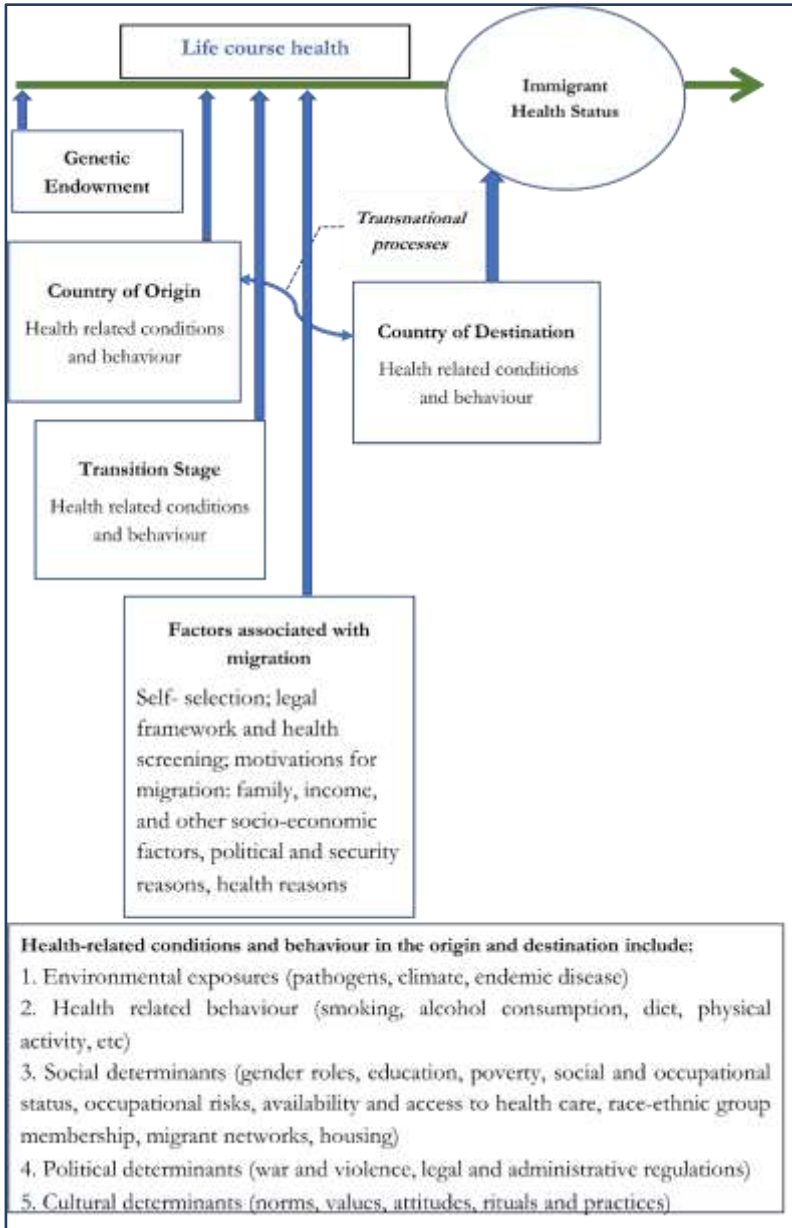 Life course health
Immigrant
Health Status
Genetic
Endowment
Transnational
processes
Country of Origin
Health related conditions
and behaviour
Country of Destination
Health related conditions
and behaviour
Transition Stage
Health related conditions
and behaviour
Factors associated with
migration
Self- selection; legal
framework and health
screening; motivations for
migration: family, income,
and other socio-economic
factors, political and security
reasons, health reasons
Health-related conditions and behaviour in the origin and destination include:
1. Environmental exposures (pathogens, climate, endemic disease)
2. Health related behaviour (smoking, alcohol consumption, diet, physical
activity, etc)
3. Social determinants (gender roles, education, poverty, social and occupational
status, occupational risks, availability and access to health care, race-ethnic group
membership, migrant networks, housing)
4. Political determinants (war and violence, legal and administrative regulations)
5. Cultural determinants (norms, values, attitudes, rituals and practices)